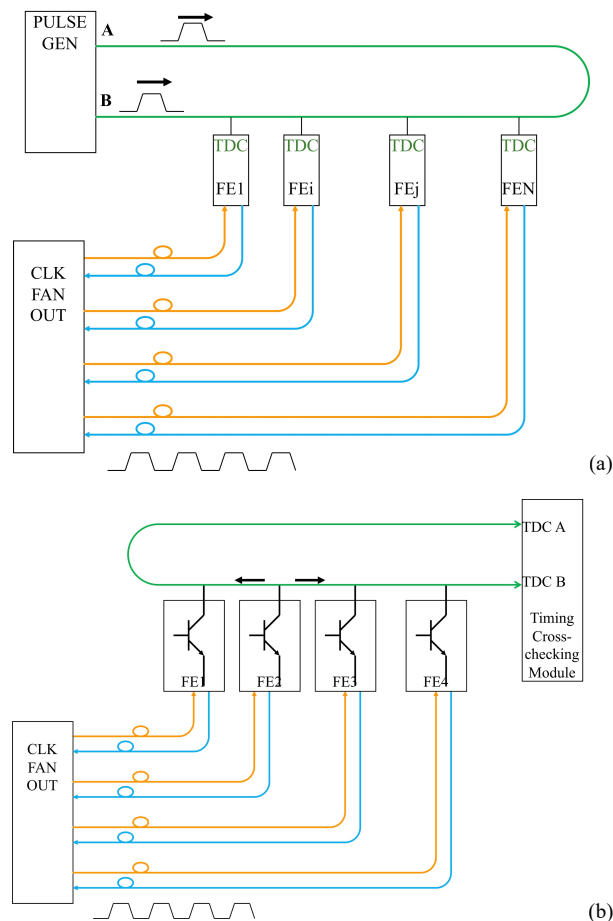 PULSE
GEN
A
B
TDC
TDC
TDC
TDC
FE1
FEi
FEj
FEN
CLK
FAN
OUT
(a)
TDC A
TDC B
Timing
Cross-
checking
Module
FE1
FE2
FE3
FE4
CLK
FAN
OUT
(b)